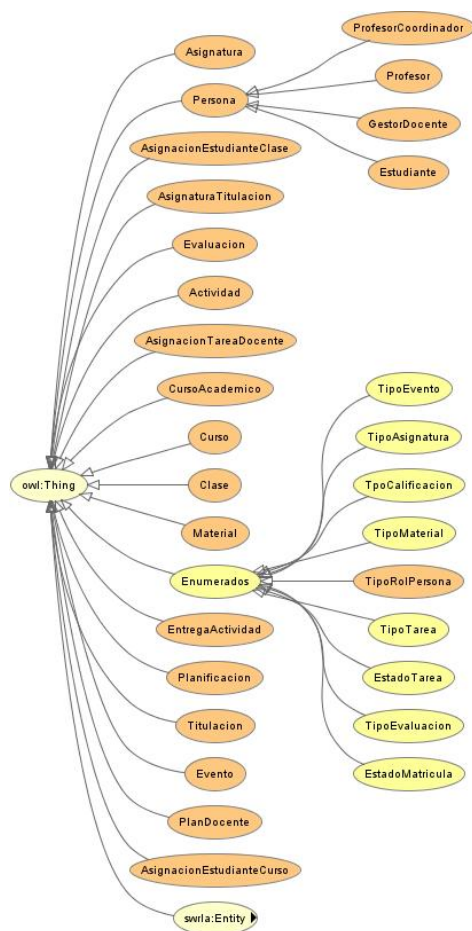 ProfesorCoordinador
Asignatura
Profesor
Persona
GestorDocente
AsignacionEstudianteClase
Estudiante
AsignaturaTitulacion
Evaluacion
Actividad
AsignacionTareaDocente
CursoAcademico
TipoEvento
Curso
TipoAsignatura
owl:Thing
Clase
TpoCalificacion
Material
TipoMaterial
Enumerados
TipoRolPersona
EntregaActividad
TipoTarea
Planificacion
EstadoTarea
Titulacion
TipoEvaluacion
Evento
EstadoMatricula
PlanDocente
AsignacionEstudianteCurso
swrla:Entity